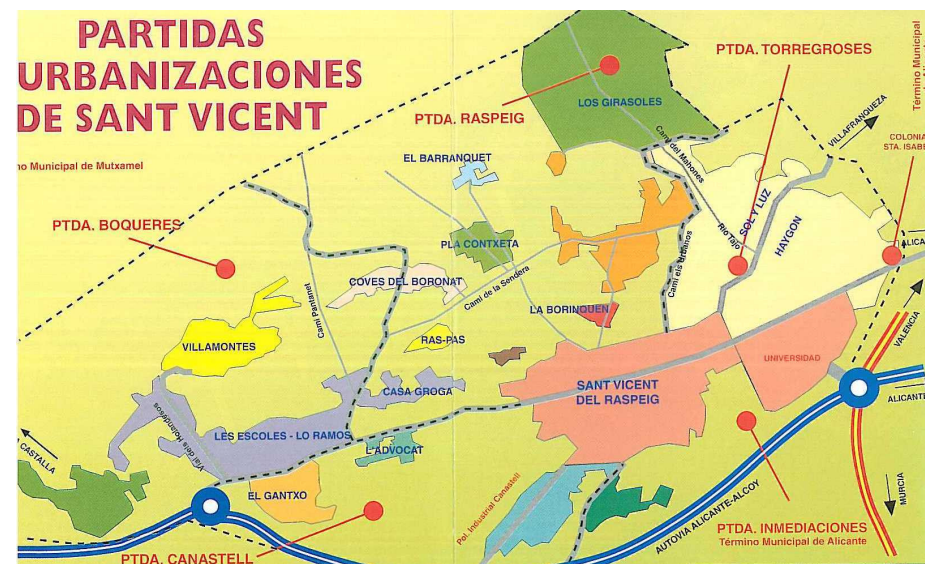 PARTIDAS
URBANIZACIONES
DE SANT VICENT
no Municipal de Mutxamel
PTDA. RASPEIG
LOS GIRASOLES
PTDA. TORREGROSES
Término Municipal
VILLAFRANQUEZA
COLONIA
STA. ISABE
EL BARRANQUET
Camí del Mahonés
PTDA. BOQUERES
PLA CONTXETA
SOL Y LUZ
HAYGON
Río Tajo
Camí els Urbanos
ALICA
COVES DEL BORONAT
Camí de la Sendera
Camí Pantanet
LA BORINQUEN
VILLAMONTES
RAS-PAS
VALENCIA
UNIVERSIDAD
CASA GROGA
SANT VICENT
DEL RASPEIG
ALICANTE
Vial dels Holandesos
LES ESCOLES - LO RAMOS
L'ADVOCAT
A CASTALLA
EL GANTXO
Pol. Industrial Canastell
AUTOVIA ALICANTE-ALCOY
MURCIA
PTDA. INMEDIACIONES
Término Municipal de Alicante
PTDA. CANASTELL